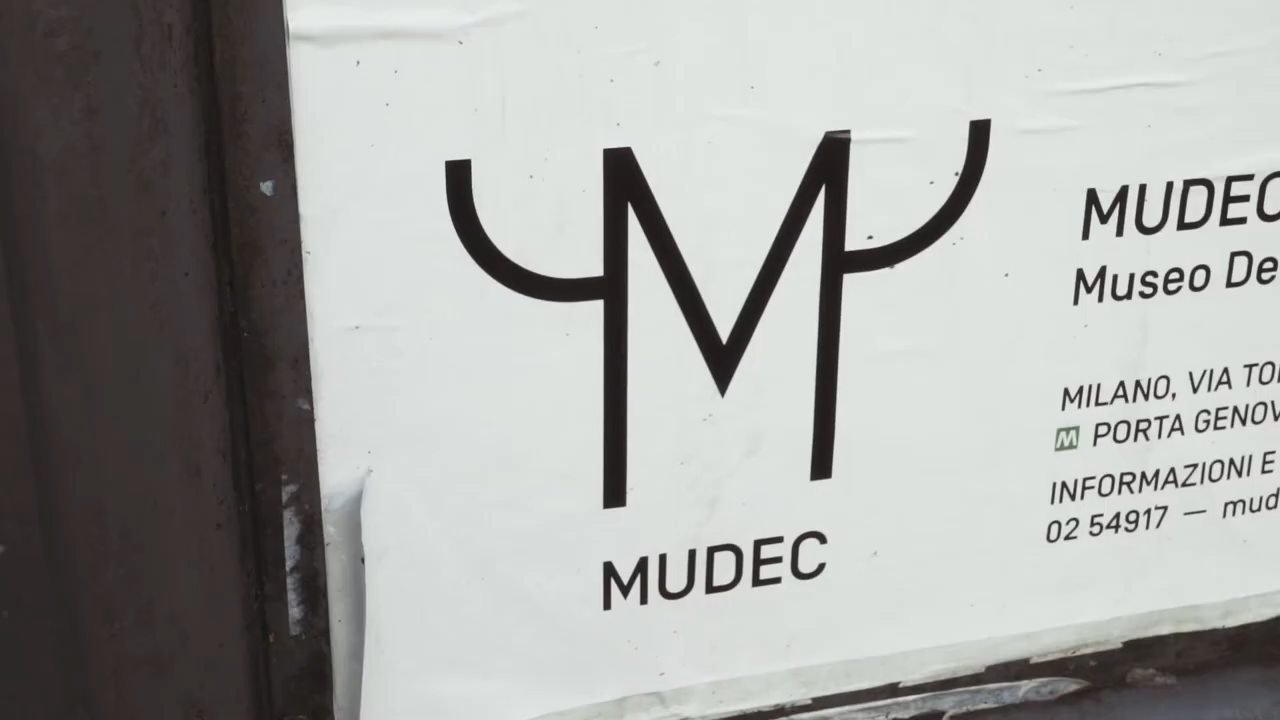 M
MUDEC
MUDEC
Museo De
MILANO, VIA TO
M PORTA GENOV
INFORMAZIONI E
02 54917 — mud